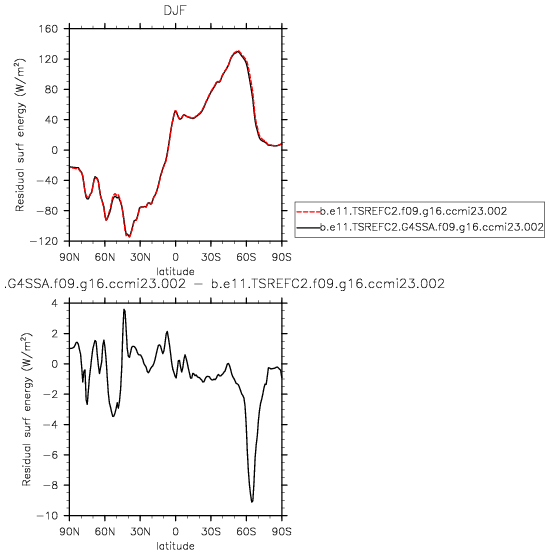 DJF
Residual surf energy (W/m²)
160
120
80
40
0
−40
−80
−120
90N 60N 30N 0 30S 60S 90S
latitude
b.e11.TSREFC2.f09.g16.ccmi23.002
b.e11.TSREFC2.G4SSA.f09.g16.ccmi23.002
.G4SSA.f09.g16.ccmi23.002 − b.e11.TSREFC2.f09.g16.ccmi23.002
Residual surf energy (W/m²)
4
2
0
−2
−4
−6
−8
−10
90N 60N 30N 0 30S 60S 90S
latitude